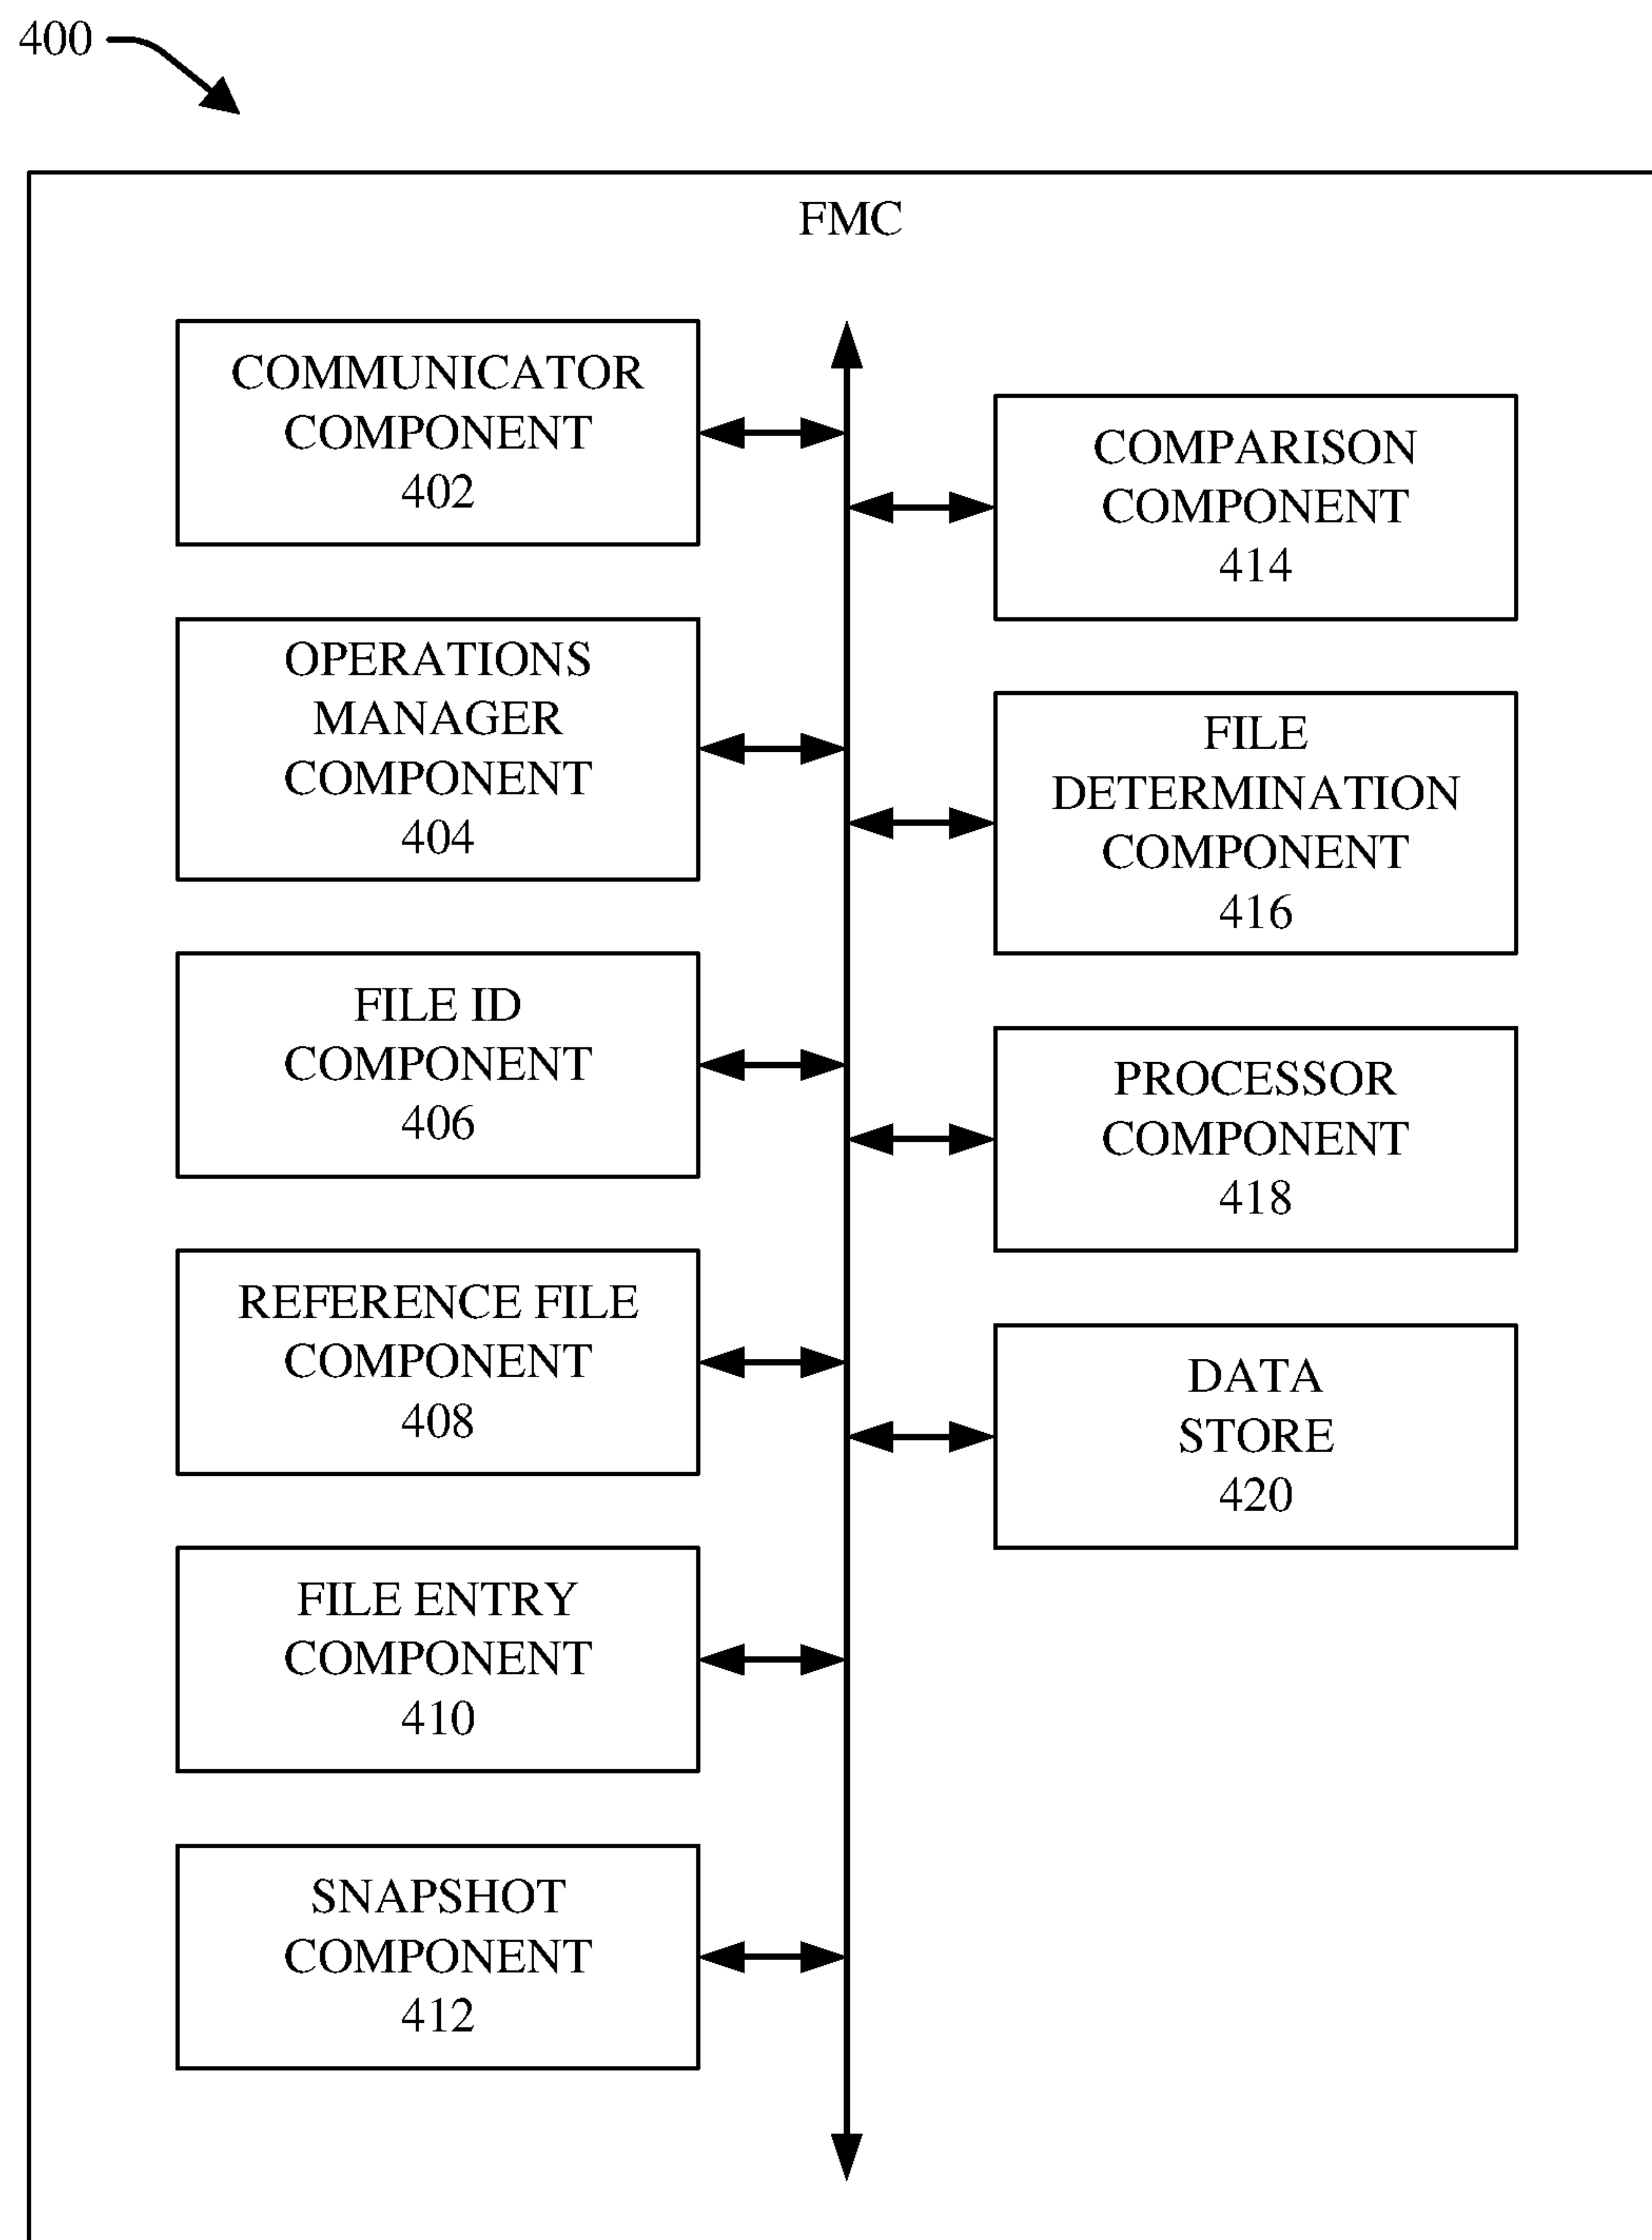 400
FMC
COMMUNICATOR
COMPONENT
402
OPERATIONS
MANAGER
COMPONENT
404
FILE ID
COMPONENT
406
REFERENCE FILE
COMPONENT
408
FILE ENTRY
COMPONENT
410
SNAPSHOT
COMPONENT
412
COMPARISON
COMPONENT
414
FILE
DETERMINATION
COMPONENT
416
PROCESSOR
COMPONENT
418
DATA
STORE
420